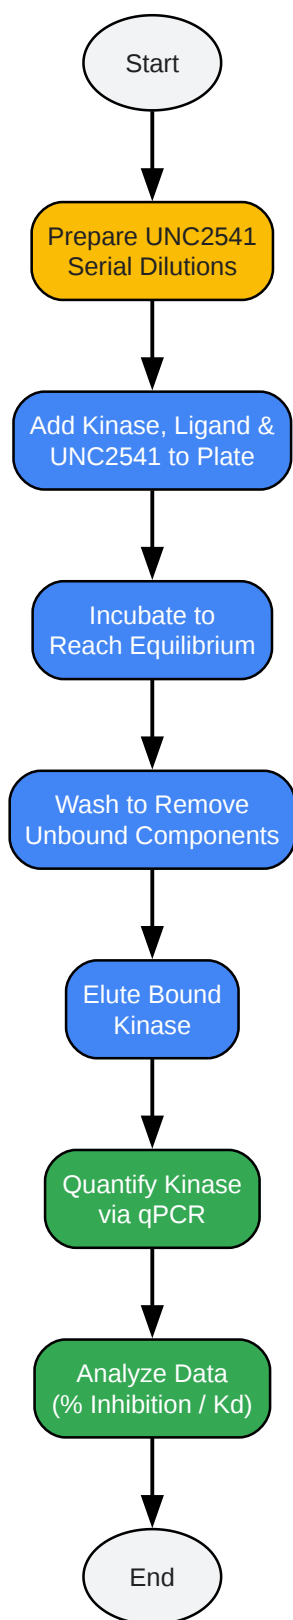 Start
Prepare UNC2541
Serial Dilutions
Add Kinase, Ligand &
UNC2541 to Plate
Incubate to
Reach Equilibrium
Wash to Remove
Unbound Components
Elute Bound
Kinase
Quantify Kinase
via qPCR
Analyze Data
(% Inhibition / Kd)
End